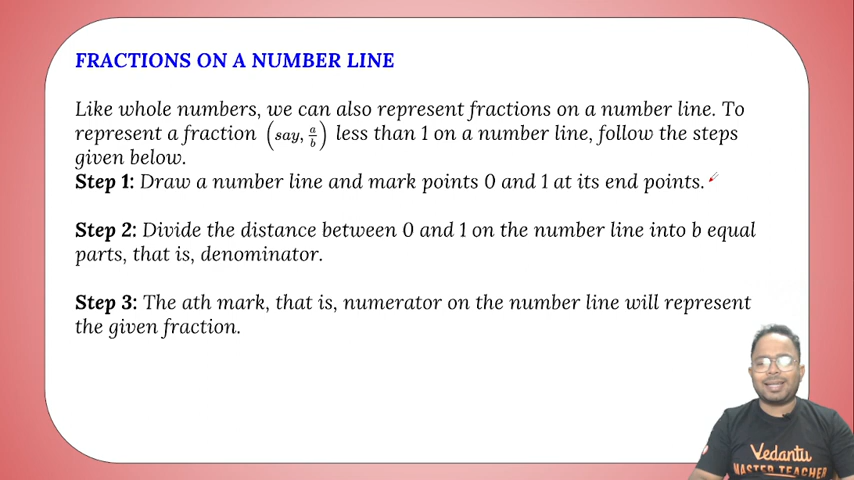 FRACTIONS ON A NUMBER LINE
Like whole numbers, we can also represent fractions on a number line. To
represent a fraction (say, a/b) less than 1 on a number line, follow the steps
given below.
Step 1: Draw a number line and mark points 0 and 1 at its end points.
Step 2: Divide the distance between 0 and 1 on the number line into b equal
parts, that is, denominator.
Step 3: The ath mark, that is, numerator on the number line will represent
the given fraction.
Vedantu
MASTER TEACHER